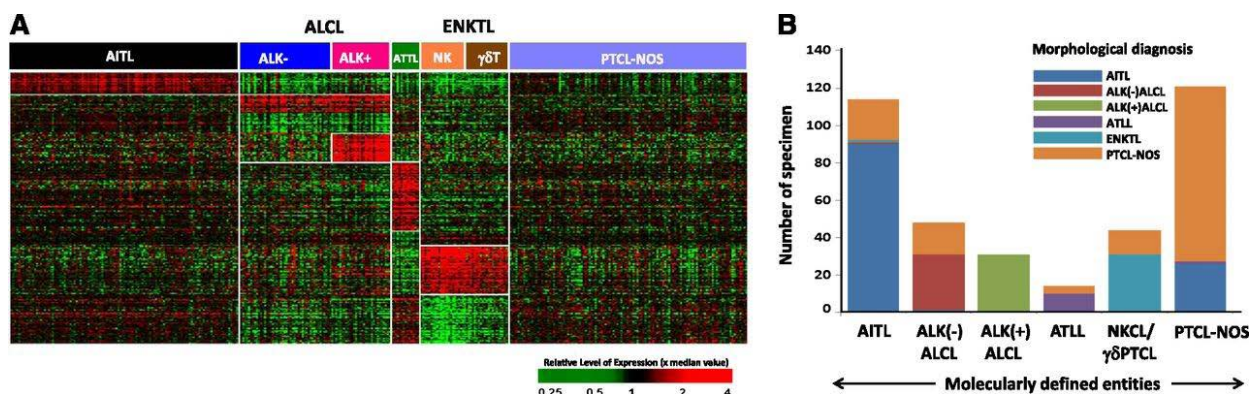 A
ALCL
ENKTL
AITL
ALK-
ALK+
ATTL
NK
γδT
PTCL-NOS
Relative Level of Expression (x median value)
0.25 0.5 1 2 4
B
140
120
100
80
60
40
20
0
Number of specimen
Morphological diagnosis
AITL
ALK(-)ALCL
ALK(+)ALCL
ATLL
ENKTL
PTCL-NOS
AITL
ALK(-)
ALCL
ALK(+)
ALCL
ATLL
NKCL/
γδPTCL
PTCL-NOS
Molecularly defined entities